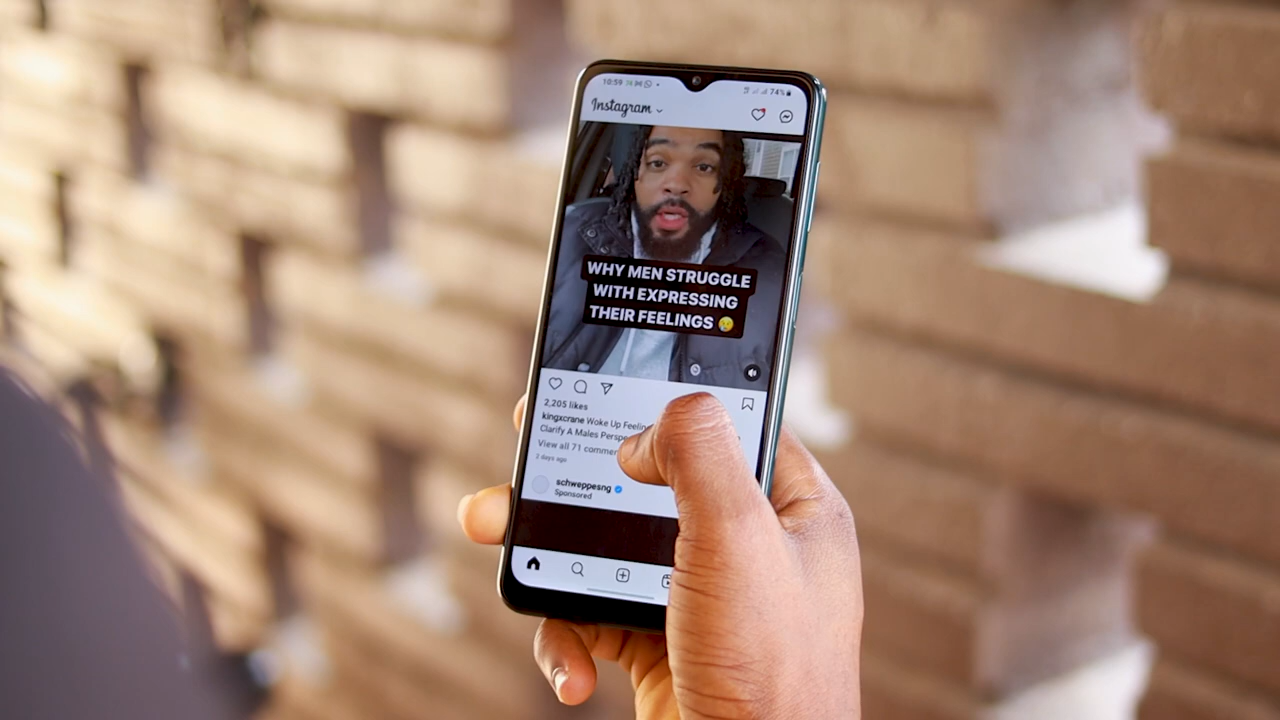 10:59
74%
Instagram
WHY MEN STRUGGLE
WITH EXPRESSING
THEIR FEELINGS 😢
2,205 likes
kingxcrane Woke Up Feelin
Clarify A Males Perspe
View all 71 commen
2 days ago
schweppesng
Sponsored